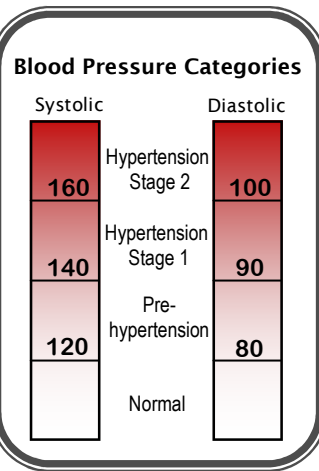 Blood Pressure Categories
Systolic
Diastolic
Hypertension
Stage 2
160
100
Hypertension
Stage 1
140
90
Pre-
hypertension
120
80
Normal